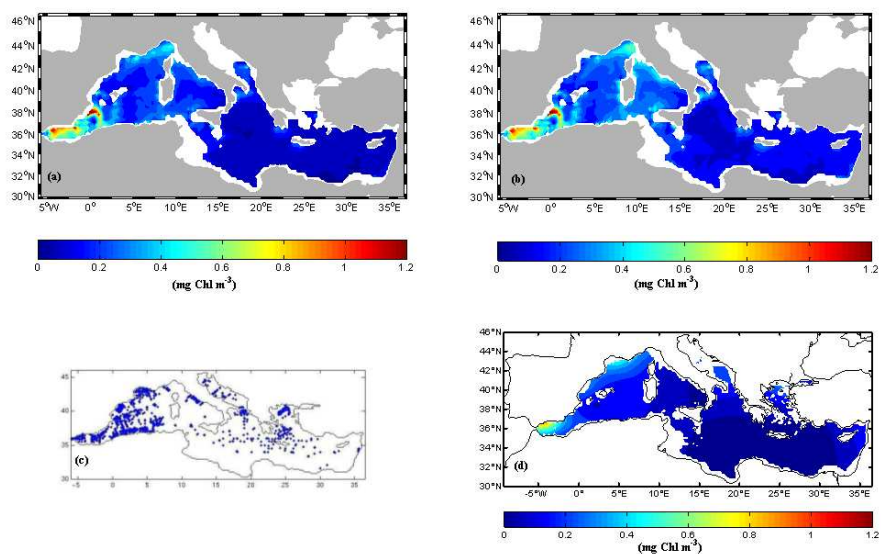 46°N
44°N
42°N
40°N
38°N
36°N
34°N
32°N
30°N
(a)
5°W 0° 5°E 10°E 15°E 20°E 25°E 30°E 35°E
0 0.2 0.4 0.6 0.8 1 1.2
(mg Chl m⁻³)
46°N
44°N
42°N
40°N
38°N
36°N
34°N
32°N
30°N
(b)
5°W 0° 5°E 10°E 15°E 20°E 25°E 30°E 35°E
0 0.2 0.4 0.6 0.8 1 1.2
(mg Chl m⁻³)
45
40
35
30
(c)
-5 0 5 10 15 20 25 30 35
46°N
44°N
42°N
40°N
38°N
36°N
34°N
32°N
30°N
(d)
-5°W 0°E 5°E 10°E 15°E 20°E 25°E 30°E 35°E
0 0.2 0.4 0.6 0.8 1 1.2
(mg Chl m⁻³)